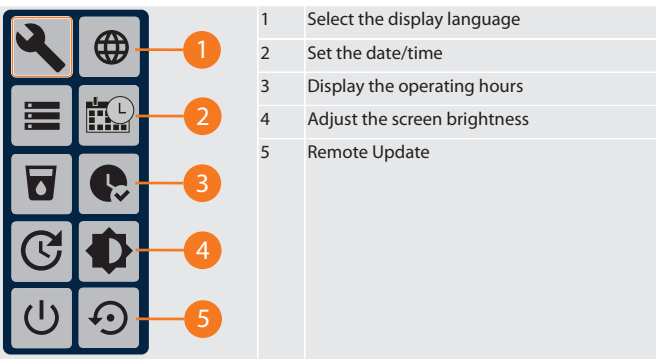 1 Select the display language
2 Set the date/time
3 Display the operating hours
4 Adjust the screen brightness
5 Remote Update
1
2
3
4
5